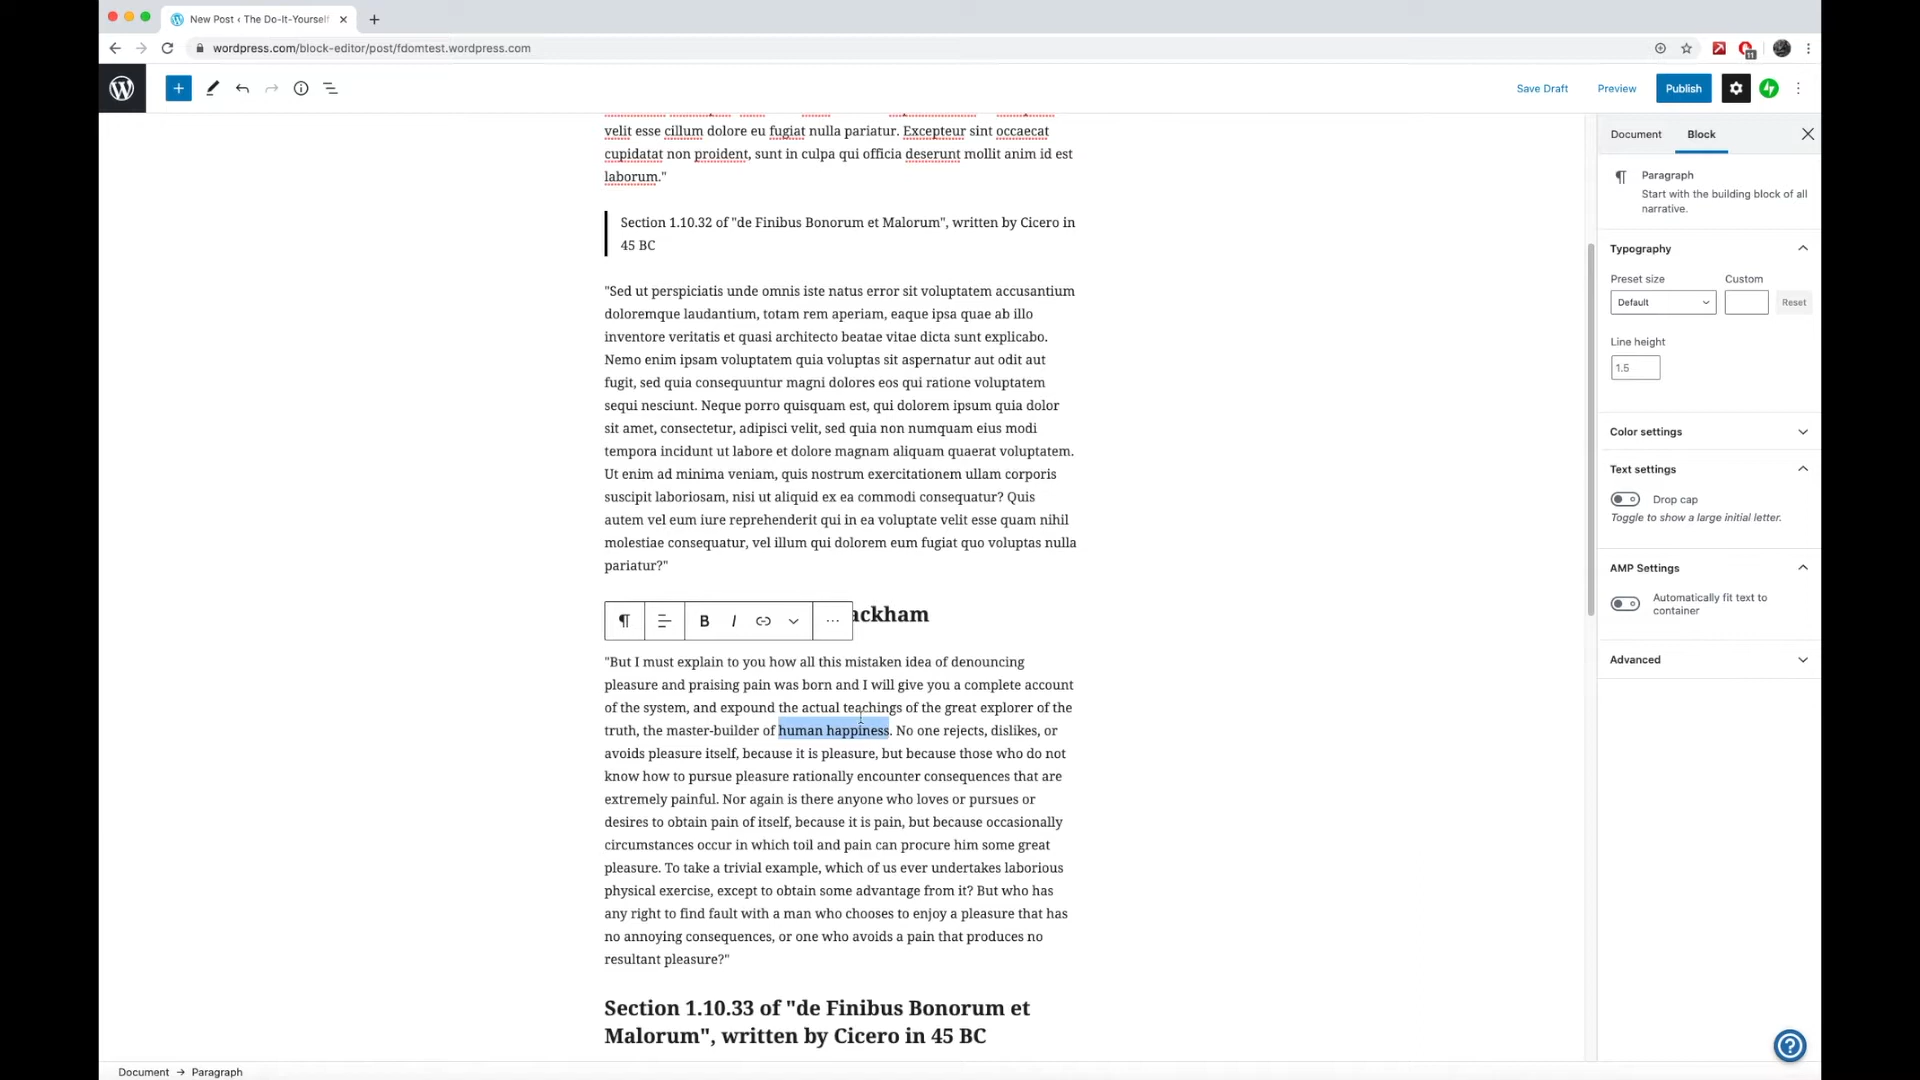 New Post ‹ The Do-It-Yourself
wordpress.com/block-editor/post/fdomtest.wordpress.com
11
Save Draft
Preview
Publish
velit esse cillum dolore eu fugiat nulla pariatur. Excepteur sint occaecat
cupidatat non proident, sunt in culpa qui officia deserunt mollit anim id est
laborum."
Section 1.10.32 of "de Finibus Bonorum et Malorum", written by Cicero in
45 BC
"Sed ut perspiciatis unde omnis iste natus error sit voluptatem accusantium
doloremque laudantium, totam rem aperiam, eaque ipsa quae ab illo
inventore veritatis et quasi architecto beatae vitae dicta sunt explicabo.
Nemo enim ipsam voluptatem quia voluptas sit aspernatur aut odit aut
fugit, sed quia consequuntur magni dolores eos qui ratione voluptatem
sequi nesciunt. Neque porro quisquam est, qui dolorem ipsum quia dolor
sit amet, consectetur, adipisci velit, sed quia non numquam eius modi
tempora incidunt ut labore et dolore magnam aliquam quaerat voluptatem.
Ut enim ad minima veniam, quis nostrum exercitationem ullam corporis
suscipit laboriosam, nisi ut aliquid ex ea commodi consequatur? Quis
autem vel eum iure reprehenderit qui in ea voluptate velit esse quam nihil
molestiae consequatur, vel illum qui dolorem eum fugiat quo voluptas nulla
pariatur?"
ackham
B I
"But I must explain to you how all this mistaken idea of denouncing
pleasure and praising pain was born and I will give you a complete account
of the system, and expound the actual teachings of the great explorer of the
truth, the master-builder of human happiness. No one rejects, dislikes, or
avoids pleasure itself, because it is pleasure, but because those who do not
know how to pursue pleasure rationally encounter consequences that are
extremely painful. Nor again is there anyone who loves or pursues or
desires to obtain pain of itself, because it is pain, but because occasionally
circumstances occur in which toil and pain can procure him some great
pleasure. To take a trivial example, which of us ever undertakes laborious
physical exercise, except to obtain some advantage from it? But who has
any right to find fault with a man who chooses to enjoy a pleasure that has
no annoying consequences, or one who avoids a pain that produces no
resultant pleasure?"
Section 1.10.33 of "de Finibus Bonorum et
Malorum", written by Cicero in 45 BC
Document
Block
Paragraph
Start with the building block of all
narrative.
Typography
Preset size
Custom
Default
Reset
Line height
1.5
Color settings
Text settings
Drop cap
Toggle to show a large initial letter.
AMP Settings
Automatically fit text to
container
Advanced
Document → Paragraph